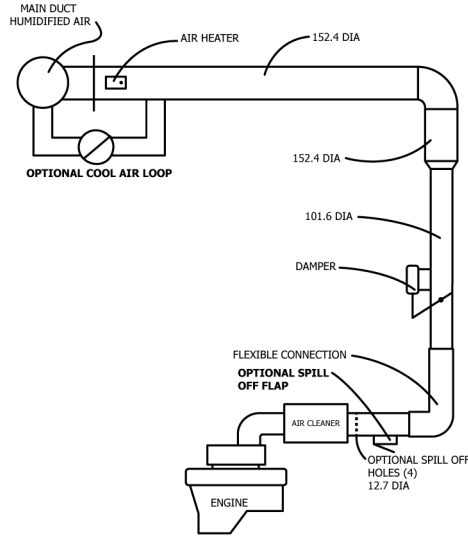 MAIN DUCT
HUMIDIFIED AIR
AIR HEATER
152.4 DIA
OPTIONAL COOL AIR LOOP
152.4 DIA
101.6 DIA
DAMPER
FLEXIBLE CONNECTION
OPTIONAL SPILL
OFF FLAP
AIR CLEANER
OPTIONAL SPILL OFF
HOLES (4)
12.7 DIA
ENGINE